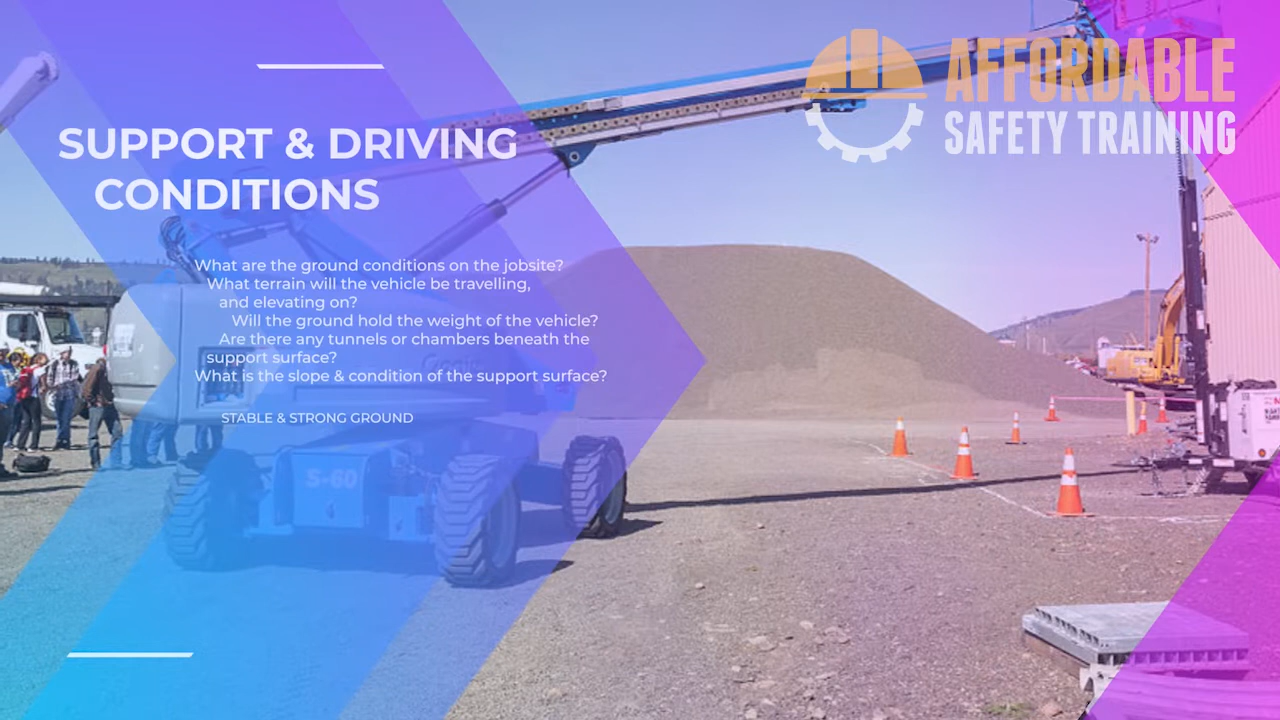 AFFORDABLE
SAFETY TRAINING
SUPPORT & DRIVING
CONDITIONS
What are the ground conditions on the jobsite?
What terrain will the vehicle be travelling,
and elevating on?
Will the ground hold the weight of the vehicle?
Are there any tunnels or chambers beneath the
support surface?
What is the slope & condition of the support surface?
STABLE & STRONG GROUND
Genie
S-60